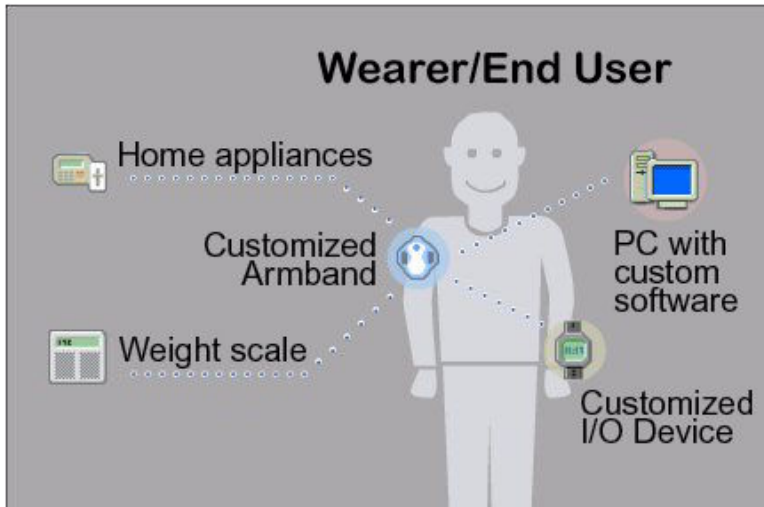 Wearer/End User
Home appliances
Customized
Armband
PC with
custom
software
Weight scale
Customized
I/O Device